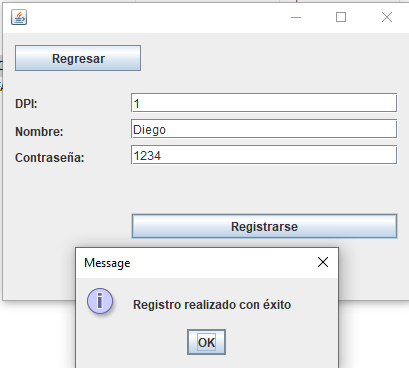 Regresar
DPI: 1
Nombre: Diego
Contraseña: 1234
Registrarse
Message
Registro realizado con éxito
OK